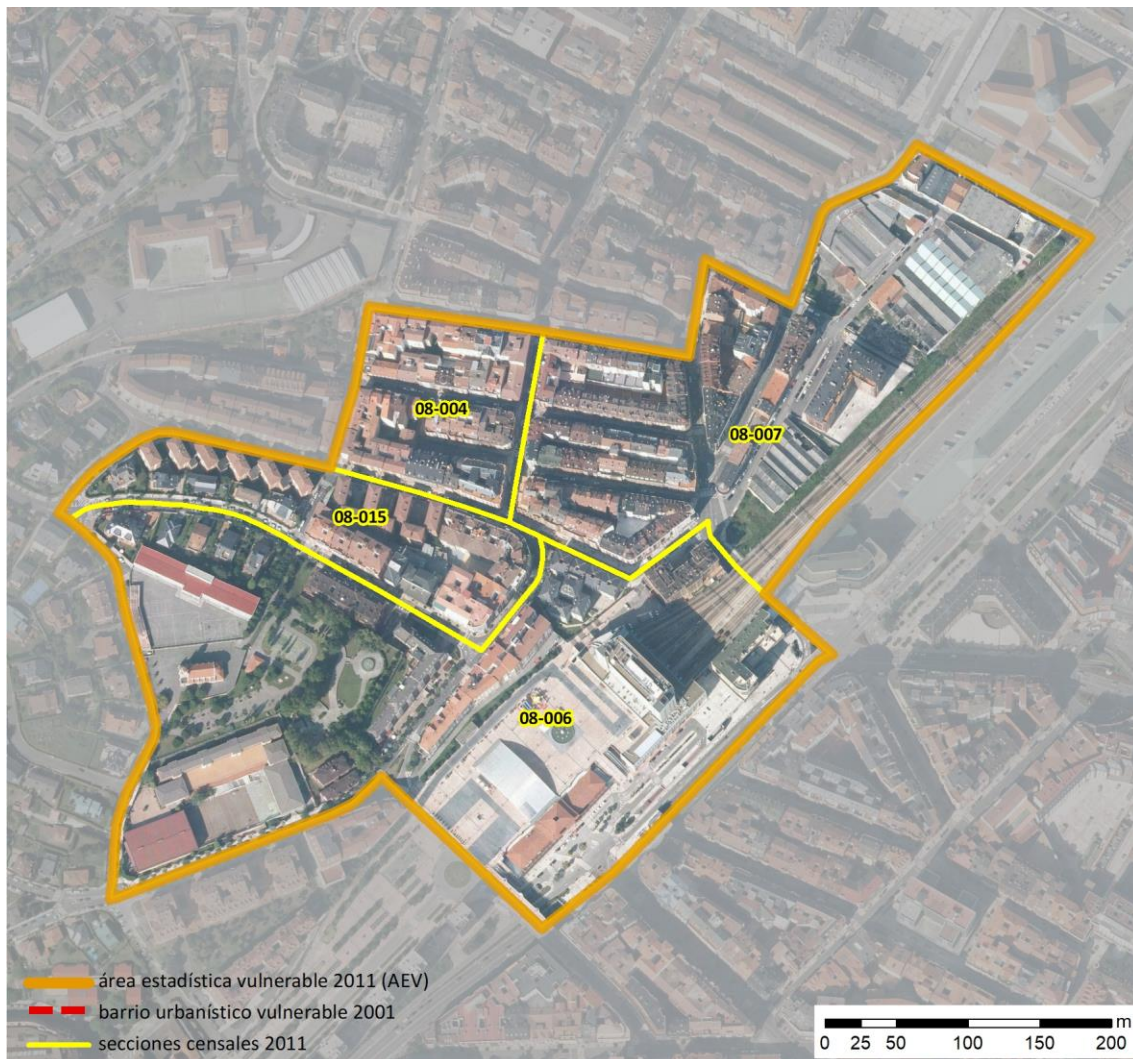 08-004
08-007
08-015
08-006
área estadística vulnerable 2011 (AEV)
barrio urbanístico vulnerable 2001
secciones censales 2011
m
0 25 50 100 150 200